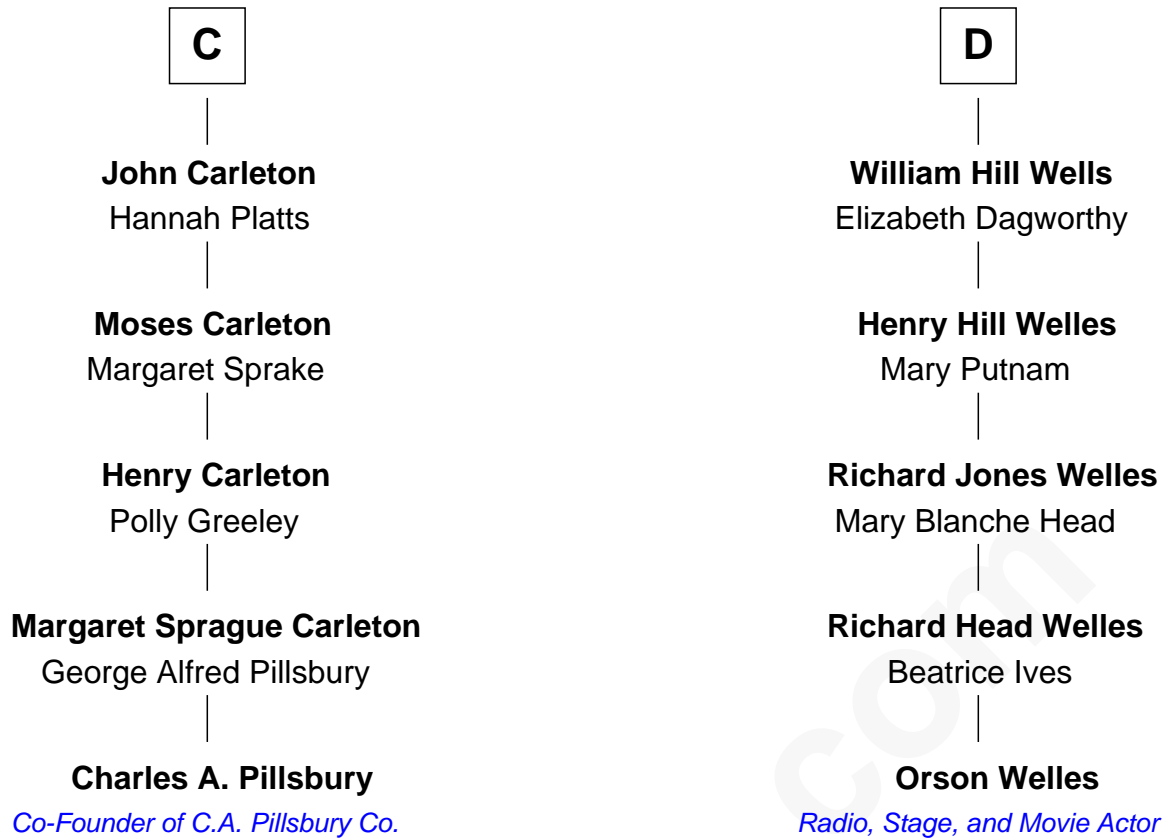 C
John Carleton
Hannah Platts
Moses Carleton
Margaret Sprake
Henry Carleton
Polly Greeley
Margaret Sprague Carleton
George Alfred Pillsbury
Charles A. Pillsbury
Co-Founder of C.A. Pillsbury Co.
D
William Hill Wells
Elizabeth Dagworthy
Henry Hill Welles
Mary Putnam
Richard Jones Welles
Mary Blanche Head
Richard Head Welles
Beatrice Ives
Orson Welles
Radio, Stage, and Movie Actor
com